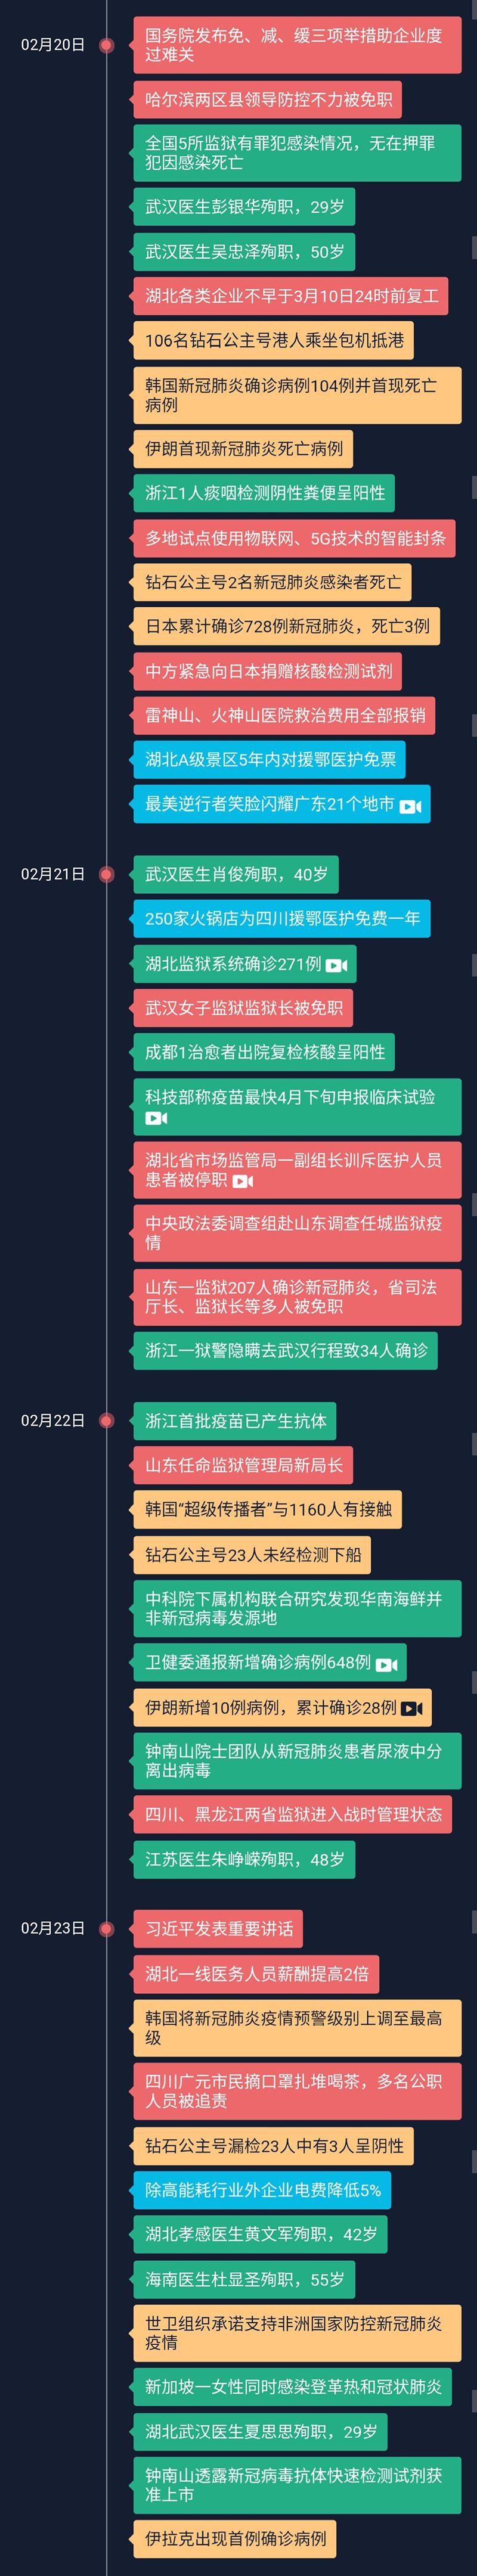 02月20日
国务院发布免、减、缓三项举措助企业度
过难关
哈尔滨两区县领导防控不力被免职
全国5所监狱有罪犯感染情况，无在押罪
犯因感染死亡
武汉医生彭银华殉职，29岁
武汉医生吴忠泽殉职，50岁
湖北各类企业不早于3月10日24时前复工
106名钻石公主号港人乘坐包机抵港
韩国新冠肺炎确诊病例104例并首现死亡
病例
伊朗首现新冠肺炎死亡病例
浙江1人痰咽检测阴性粪便呈阳性
多地试点使用物联网、5G技术的智能封条
钻石公主号2名新冠肺炎感染者死亡
日本累计确诊728例新冠肺炎，死亡3例
中方紧急向日本捐赠核酸检测试剂
雷神山、火神山医院救治费用全部报销
湖北A级景区5年内对援鄂医护免票
最美逆行者笑脸闪耀广东21个地市
02月21日
武汉医生肖俊殉职，40岁
250家火锅店为四川援鄂医护免费一年
湖北监狱系统确诊271例
武汉女子监狱监狱长被免职
成都1治愈者出院复检核酸呈阳性
科技部称疫苗最快4月下旬申报临床试验
湖北省市场监管局一副组长训斥医护人员
患者被停职
中央政法委调查组赴山东调查任城监狱疫
情
山东一监狱207人确诊新冠肺炎，省司法
厅长、监狱长等多人被免职
浙江一狱警隐瞒去武汉行程致34人确诊
02月22日
浙江首批疫苗已产生抗体
山东任命监狱管理局新局长
韩国“超级传播者”与1160人有接触
钻石公主号23人未经检测下船
中科院下属机构联合研究发现华南海鲜并
非新冠病毒发源地
卫健委通报新增确诊病例648例
伊朗新增10例病例，累计确诊28例
钟南山院士团队从新冠肺炎患者尿液中分
离出病毒
四川、黑龙江两省监狱进入战时管理状态
江苏医生朱峥嵘殉职，48岁
02月23日
习近平发表重要讲话
湖北一线医务人员薪酬提高2倍
韩国将新冠肺炎疫情预警级别上调至最高
级
四川广元市民摘口罩扎堆喝茶，多名公职
人员被追责
钻石公主号漏检23人中有3人呈阴性
除高能耗行业外企业电费降低5%
湖北孝感医生黄文军殉职，42岁
海南医生杜显圣殉职，55岁
世卫组织承诺支持非洲国家防控新冠肺炎
疫情
新加坡一女性同时感染登革热和冠状肺炎
湖北武汉医生夏思思殉职，29岁
钟南山透露新冠病毒抗体快速检测试剂获
准上市
伊拉克出现首例确诊病例